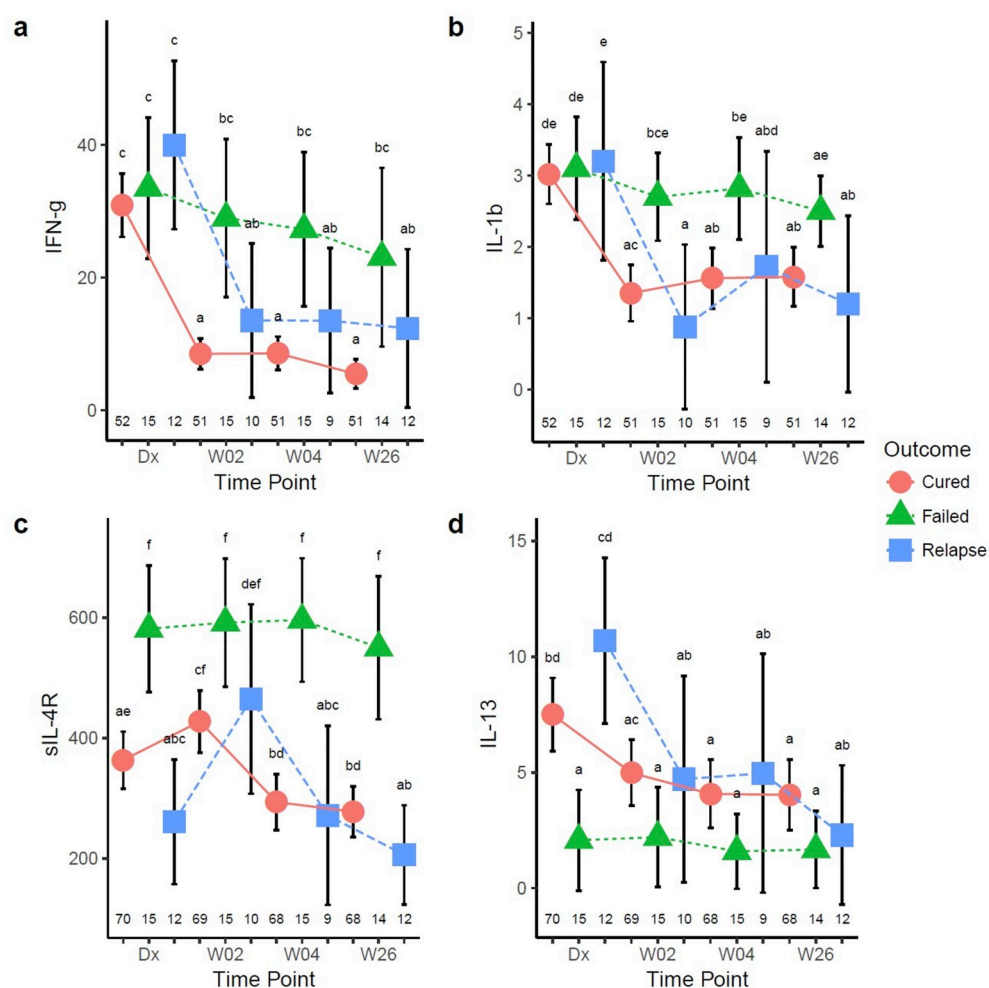 a
IFN-g
40
20
0
c
c
c
bc
bc
bc
ab
ab
ab
a
a
a
52 15 12 51 15 10 51 15 9 51 14 12
Dx W02 W04 W26
Time Point
b
IL-1b
5
4
3
2
1
0
e
de
de
bce
be
abd
ae
ab
ac
a
ab
ab
52 15 12 51 15 10 51 15 9 51 14 12
Dx W02 W04 W26
Time Point
Outcome
Cured
Failed
Relapse
c
sIL-4R
600
400
200
f
f
f
f
def
cf
ae
abc
abc
bd
bd
ab
70 15 12 69 15 10 68 15 9 68 14 12
Dx W02 W04 W26
Time Point
d
IL-13
15
10
5
0
cd
bd
ab
ab
ac
a
a
ab
a
a
a
a
70 15 12 69 15 10 68 15 9 68 14 12
Dx W02 W04 W26
Time Point